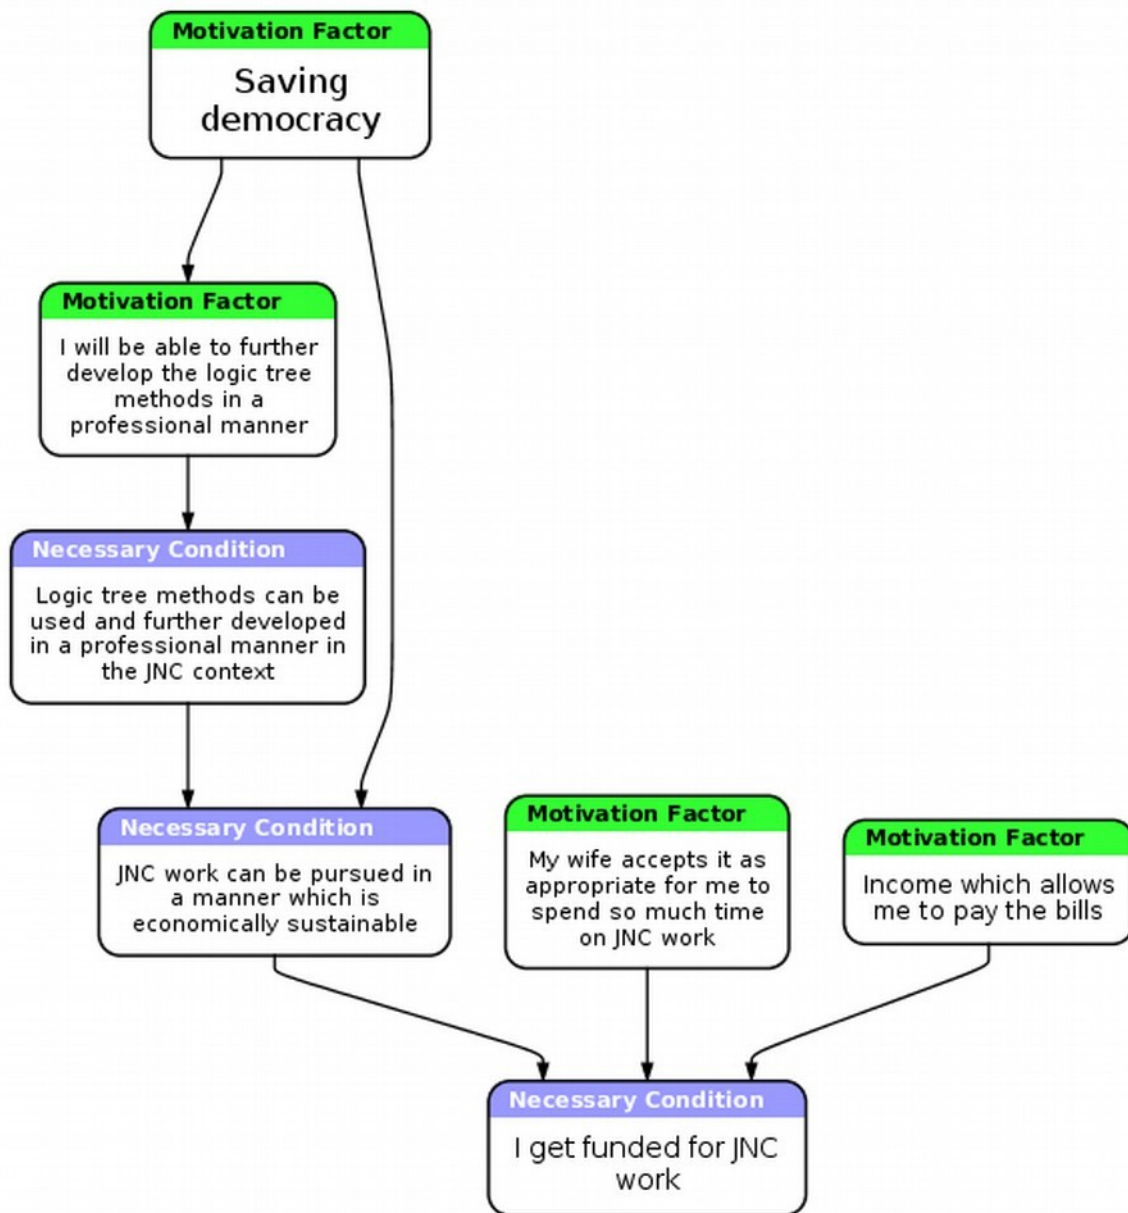 Motivation Factor
Saving
democracy
Motivation Factor
I will be able to further
develop the logic tree
methods in a
professional manner
Necessary Condition
Logic tree methods can be
used and further developed
in a professional manner in
the JNC context
Necessary Condition
JNC work can be pursued in
a manner which is
economically sustainable
Motivation Factor
My wife accepts it as
appropriate for me to
spend so much time
on JNC work
Motivation Factor
Income which allows
me to pay the bills
Necessary Condition
I get funded for JNC
work